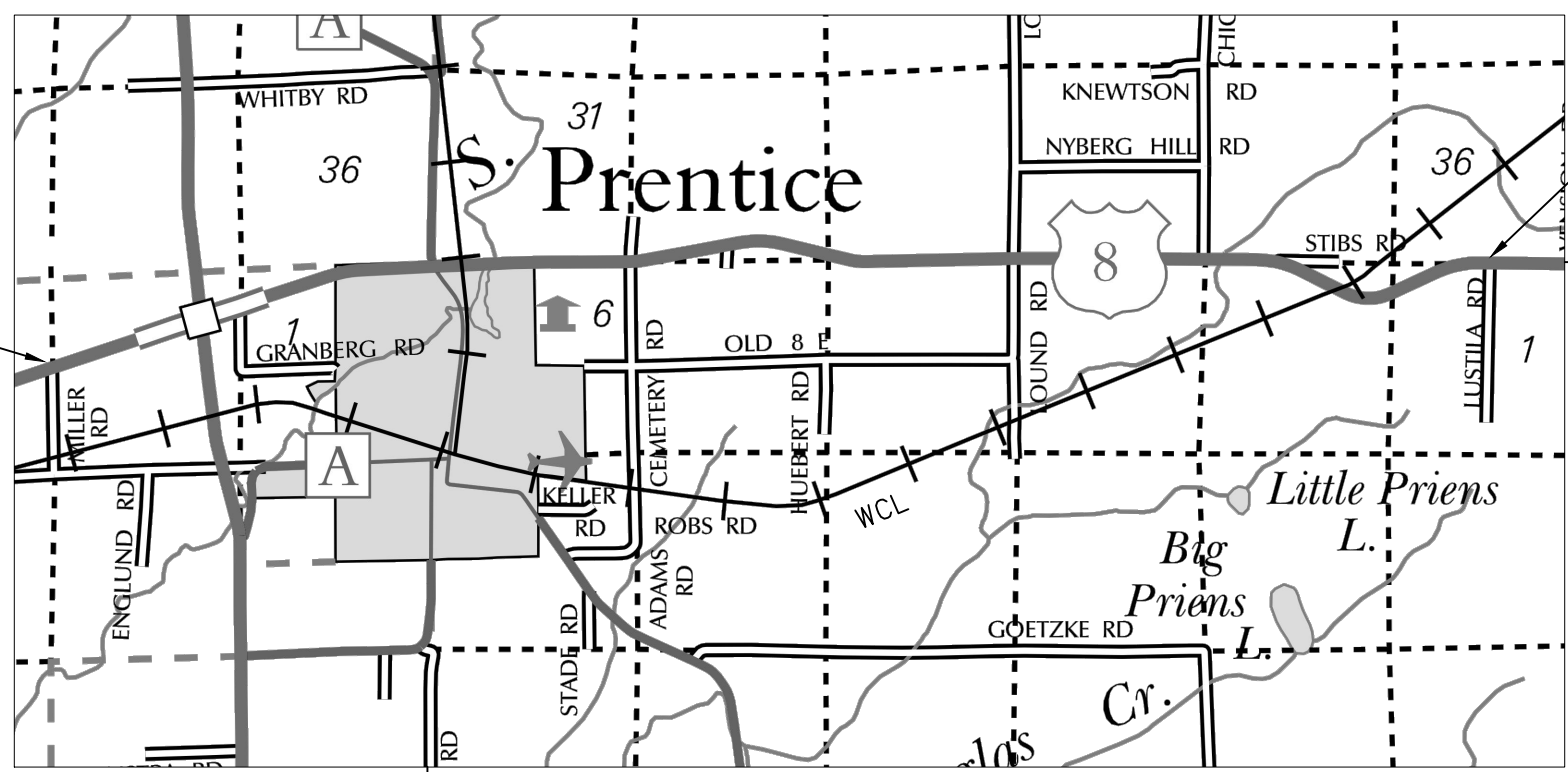 A
WHITBY RD
31
S.
36
Prentice
KNEWTSON RD
NYBERG HILL RD
36
8
STIBS RD
1
6
GRANBERG RD
RD
OLD 8 E
1
MILLER
RD
A
CEMETERY
HUEBERT RD
RD
KELLER
RD
ROBS RD
WCL
Little Priens
L.
Big
Priens
L.
ENGLUND RD
ADAMS
RD
STADE RD
GOETZKE RD
Cr.
RD
RD